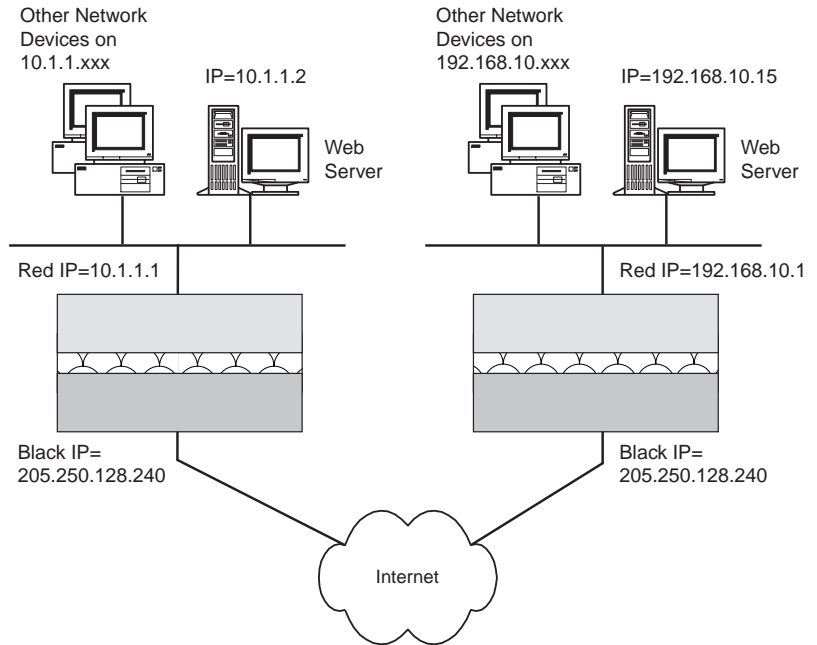 Other Network
Devices on
10.1.1.xxx
IP=10.1.1.2
Web
Server
Other Network
Devices on
192.168.10.xxx
IP=192.168.10.15
Web
Server
Red IP=10.1.1.1
Red IP=192.168.10.1
Black IP=
205.250.128.240
Black IP=
205.250.128.240
Internet